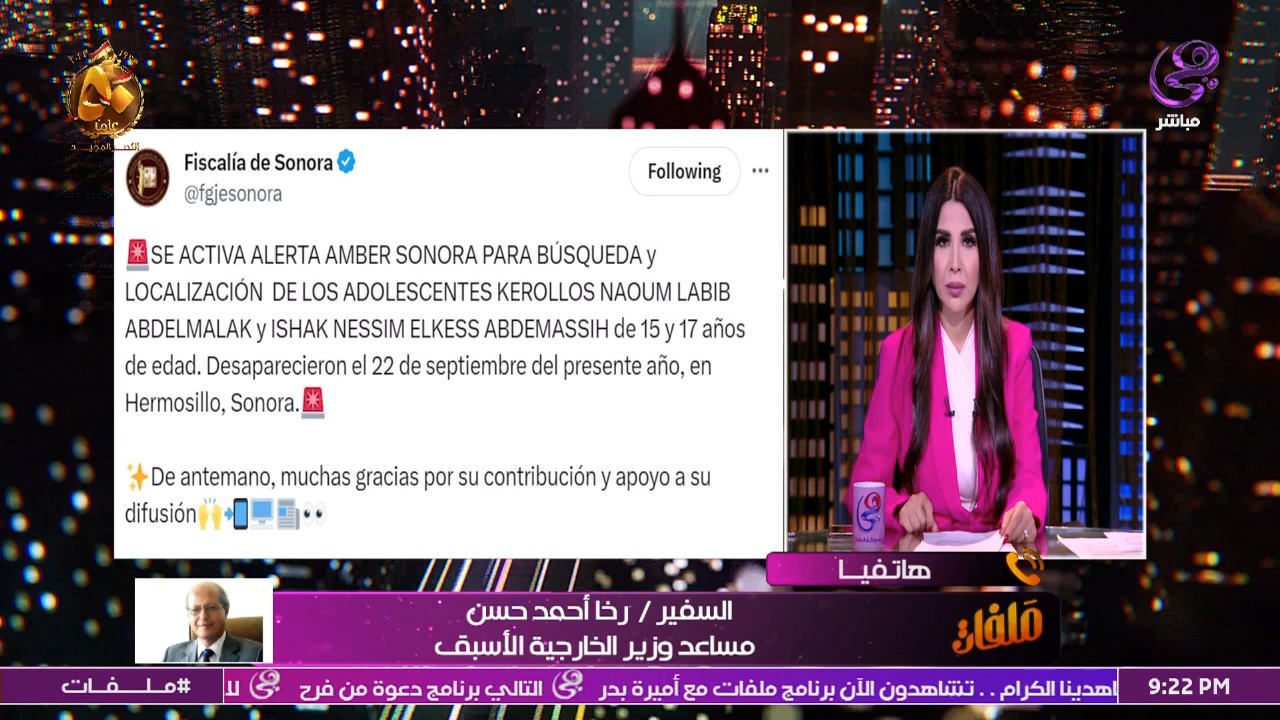 عامًا
مباشر
Fiscalía de Sonora
@fgjesonora
Following
🚨SE ACTIVA ALERTA AMBER SONORA PARA BÚSQUEDA y
LOCALIZACIÓN DE LOS ADOLESCENTES KEROLLOS NAOUM LABIB
ABDELMALAK y ISHAK NESSIM ELKESS ABDEMASSIH de 15 y 17 años
de edad. Desaparecieron el 22 de septiembre del presente año, en
Hermosillo, Sonora.🚨
✨De antemano, muchas gracias por su contribución y apoyo a su
difusión🙌📲🖥️📰👀
هاتفيا
السفير / رخا أحمد حسن
مساعد وزير الخارجية الأسبق
ملفات
اهدينا الكرام . . تشاهدون الآن برنامج ملفات مع أميرة بدر التالي برنامج دعوة من فرح
#ملفات
9:22 PM